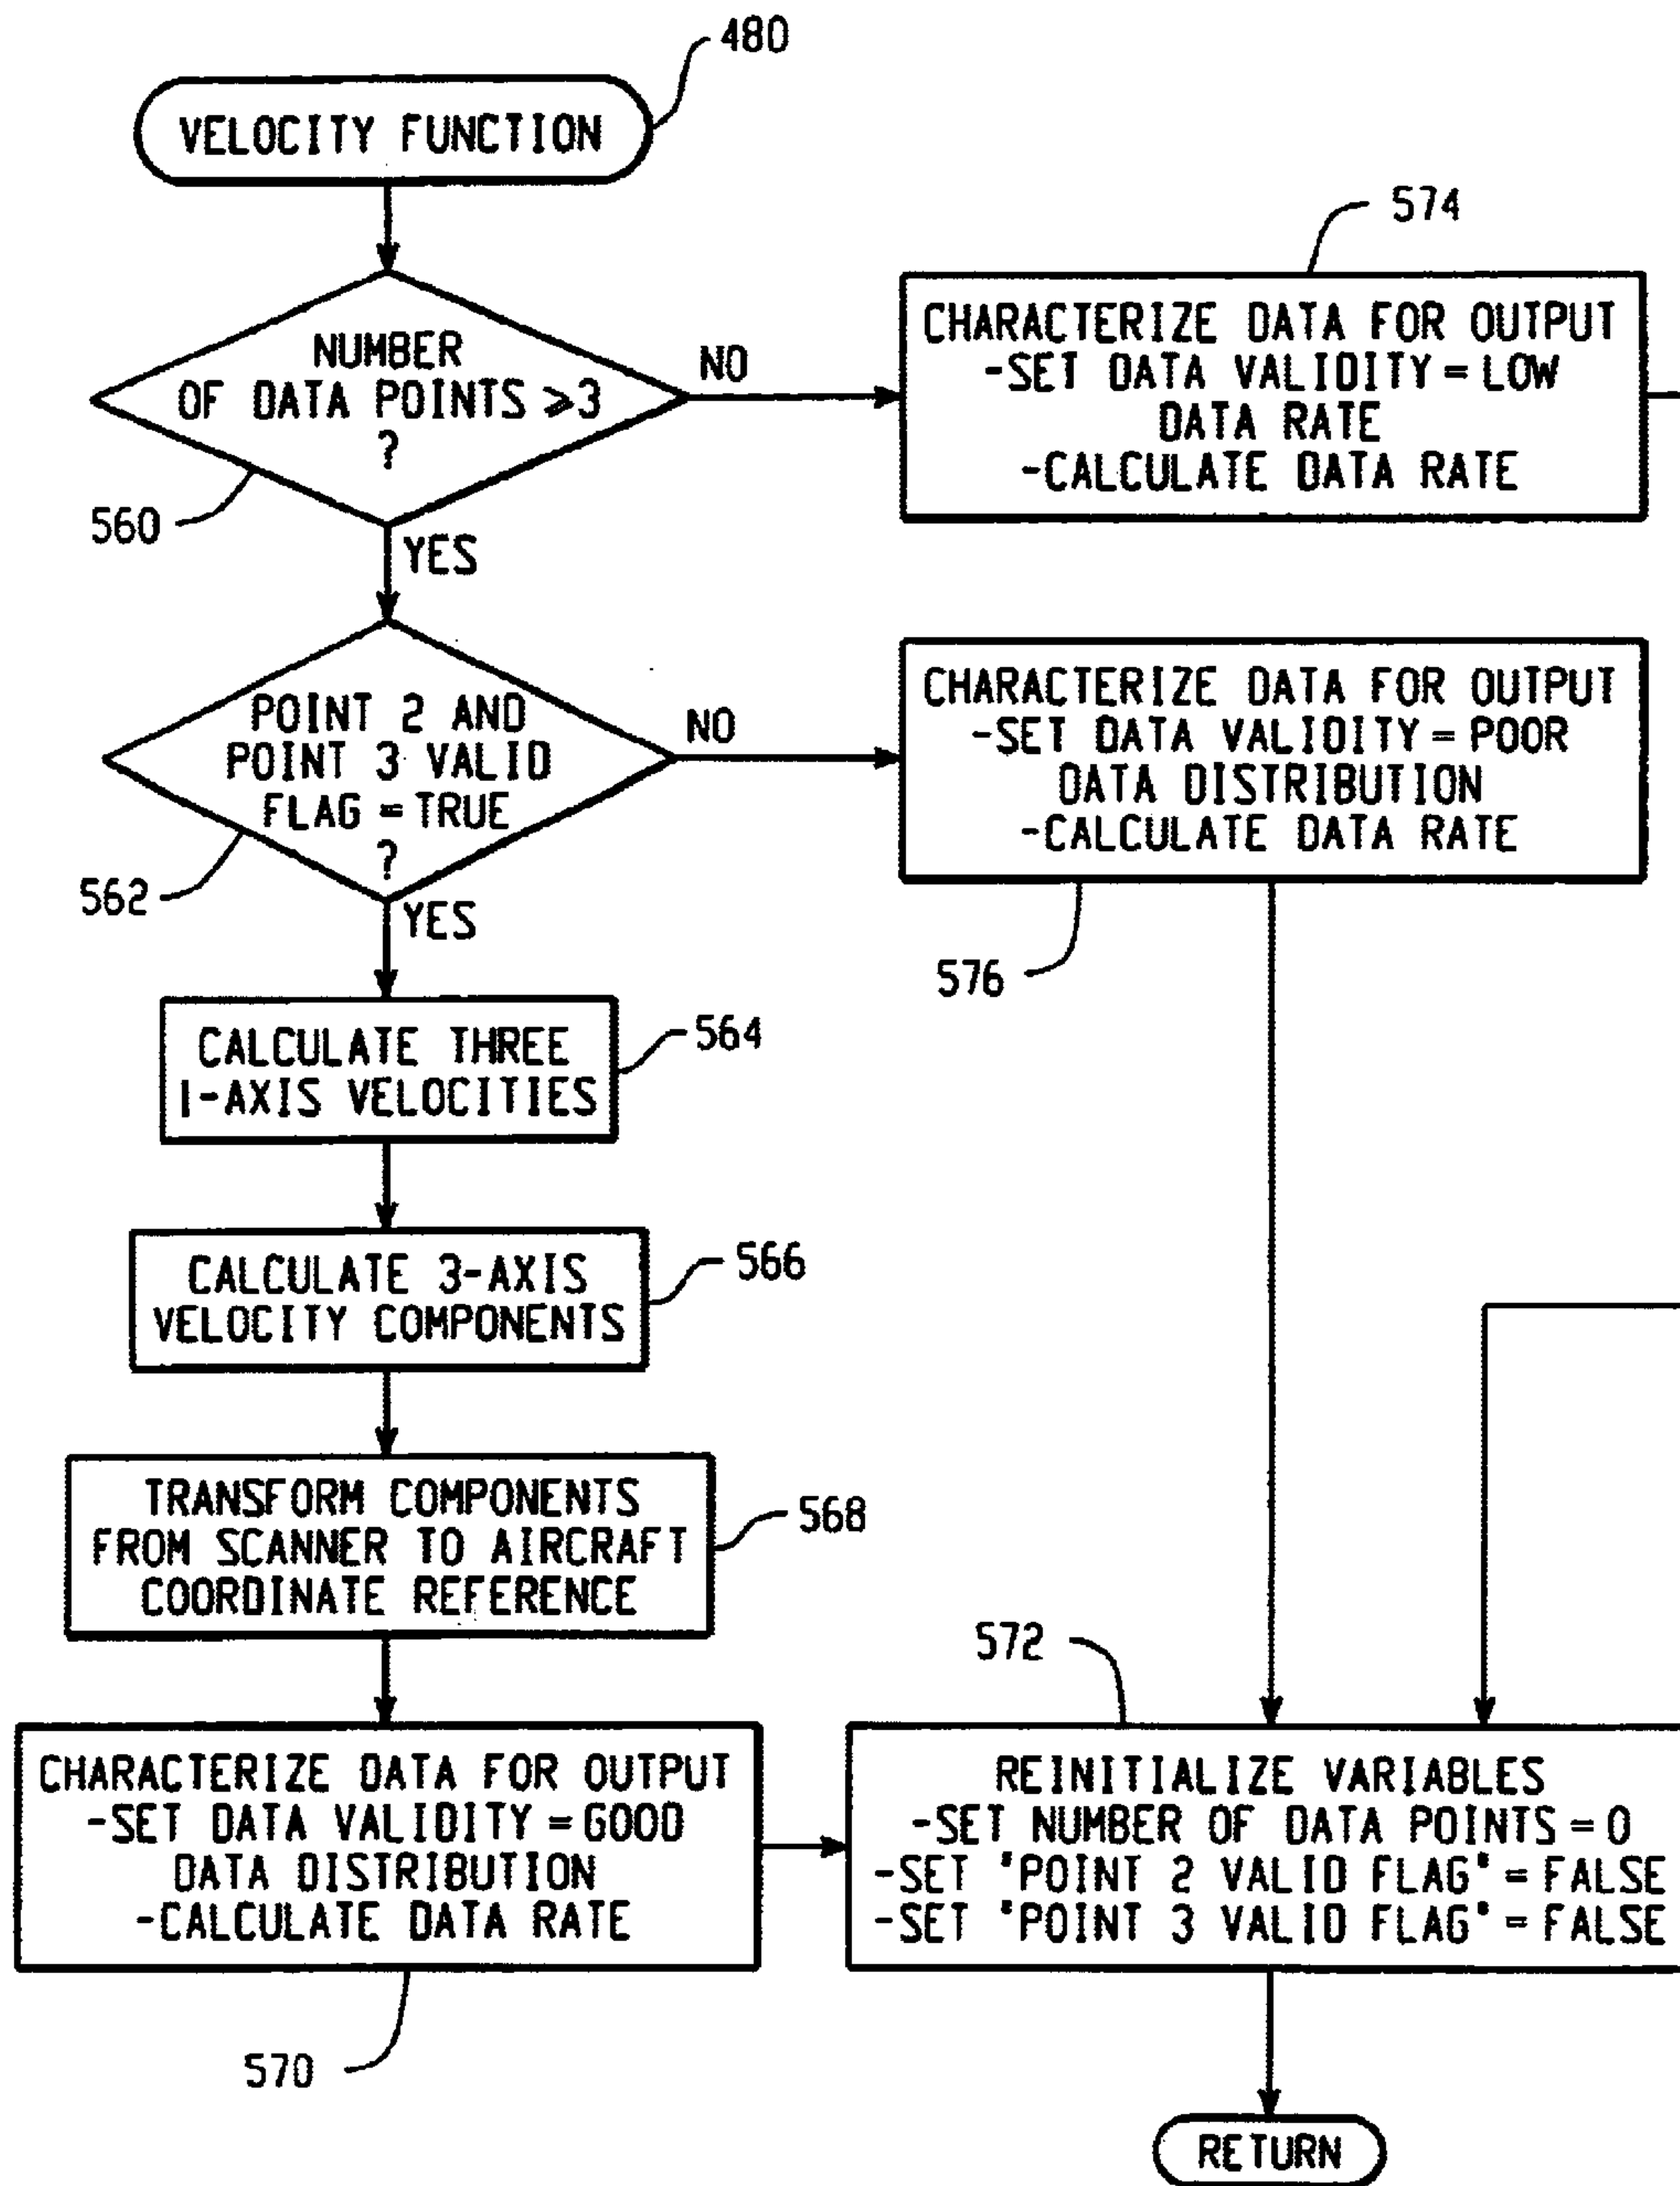 480
VELOCITY FUNCTION
574
NUMBER
OF DATA POINTS ⩾3
?
NO
560
YES
CHARACTERIZE DATA FOR OUTPUT
-SET DATA VALIDITY = LOW
DATA RATE
-CALCULATE DATA RATE
POINT 2 AND
POINT 3 VALID
FLAG = TRUE
?
NO
562
YES
CHARACTERIZE DATA FOR OUTPUT
-SET DATA VALIDITY = POOR
DATA DISTRIBUTION
-CALCULATE DATA RATE
576
CALCULATE THREE
1-AXIS VELOCITIES
564
CALCULATE 3-AXIS
VELOCITY COMPONENTS
566
TRANSFORM COMPONENTS
FROM SCANNER TO AIRCRAFT
COORDINATE REFERENCE
568
572
CHARACTERIZE DATA FOR OUTPUT
-SET DATA VALIDITY = GOOD
DATA DISTRIBUTION
-CALCULATE DATA RATE
570
REINITIALIZE VARIABLES
-SET NUMBER OF DATA POINTS = 0
-SET "POINT 2 VALID FLAG" = FALSE
-SET "POINT 3 VALID FLAG" = FALSE
RETURN